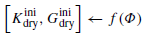 [K_dry^ini, G_dry^ini] ← f(Φ)